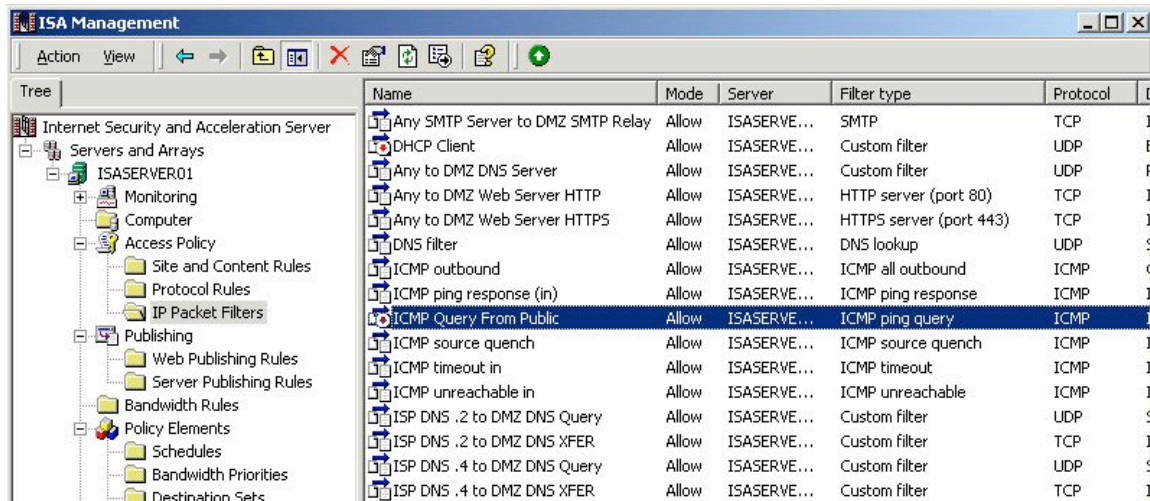 ISA Management
Action View
Tree
Internet Security and Acceleration Server
Servers and Arrays
ISASERVER01
Monitoring
Computer
Access Policy
Site and Content Rules
Protocol Rules
IP Packet Filters
Publishing
Web Publishing Rules
Server Publishing Rules
Bandwidth Rules
Policy Elements
Schedules
Bandwidth Priorities
Destination Sets
Name Mode Server Filter type Protocol
Any SMTP Server to DMZ SMTP Relay Allow ISASERVE... SMTP TCP
DHCP Client Allow ISASERVE... Custom filter UDP
Any to DMZ DNS Server Allow ISASERVE... Custom filter UDP
Any to DMZ Web Server HTTP Allow ISASERVE... HTTP server (port 80) TCP
Any to DMZ Web Server HTTPS Allow ISASERVE... HTTPS server (port 443) TCP
DNS filter Allow ISASERVE... DNS lookup UDP
ICMP outbound Allow ISASERVE... ICMP all outbound ICMP
ICMP ping response (in) Allow ISASERVE... ICMP ping response ICMP
ICMP Query From Public Allow ISASERVE... ICMP ping query ICMP
ICMP source quench Allow ISASERVE... ICMP source quench ICMP
ICMP timeout in Allow ISASERVE... ICMP timeout ICMP
ICMP unreachable in Allow ISASERVE... ICMP unreachable ICMP
ISP DNS .2 to DMZ DNS Query Allow ISASERVE... Custom filter UDP
ISP DNS .2 to DMZ DNS XFER Allow ISASERVE... Custom filter TCP
ISP DNS .4 to DMZ DNS Query Allow ISASERVE... Custom filter UDP
ISP DNS .4 to DMZ DNS XFER Allow ISASERVE... Custom filter TCP